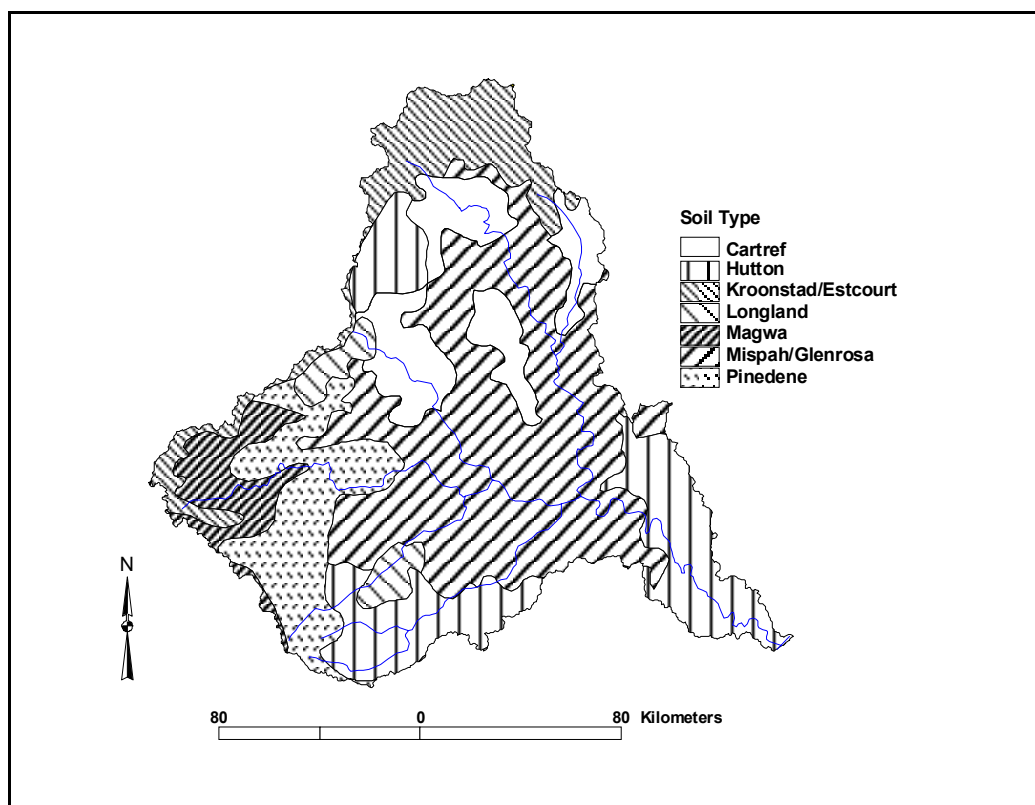 Soil Type
Cartref
Hutton
Kroonstad/Estcourt
Longland
Magwa
Mispah/Glenrosa
Pinedene
N
80 0 80 Kilometers